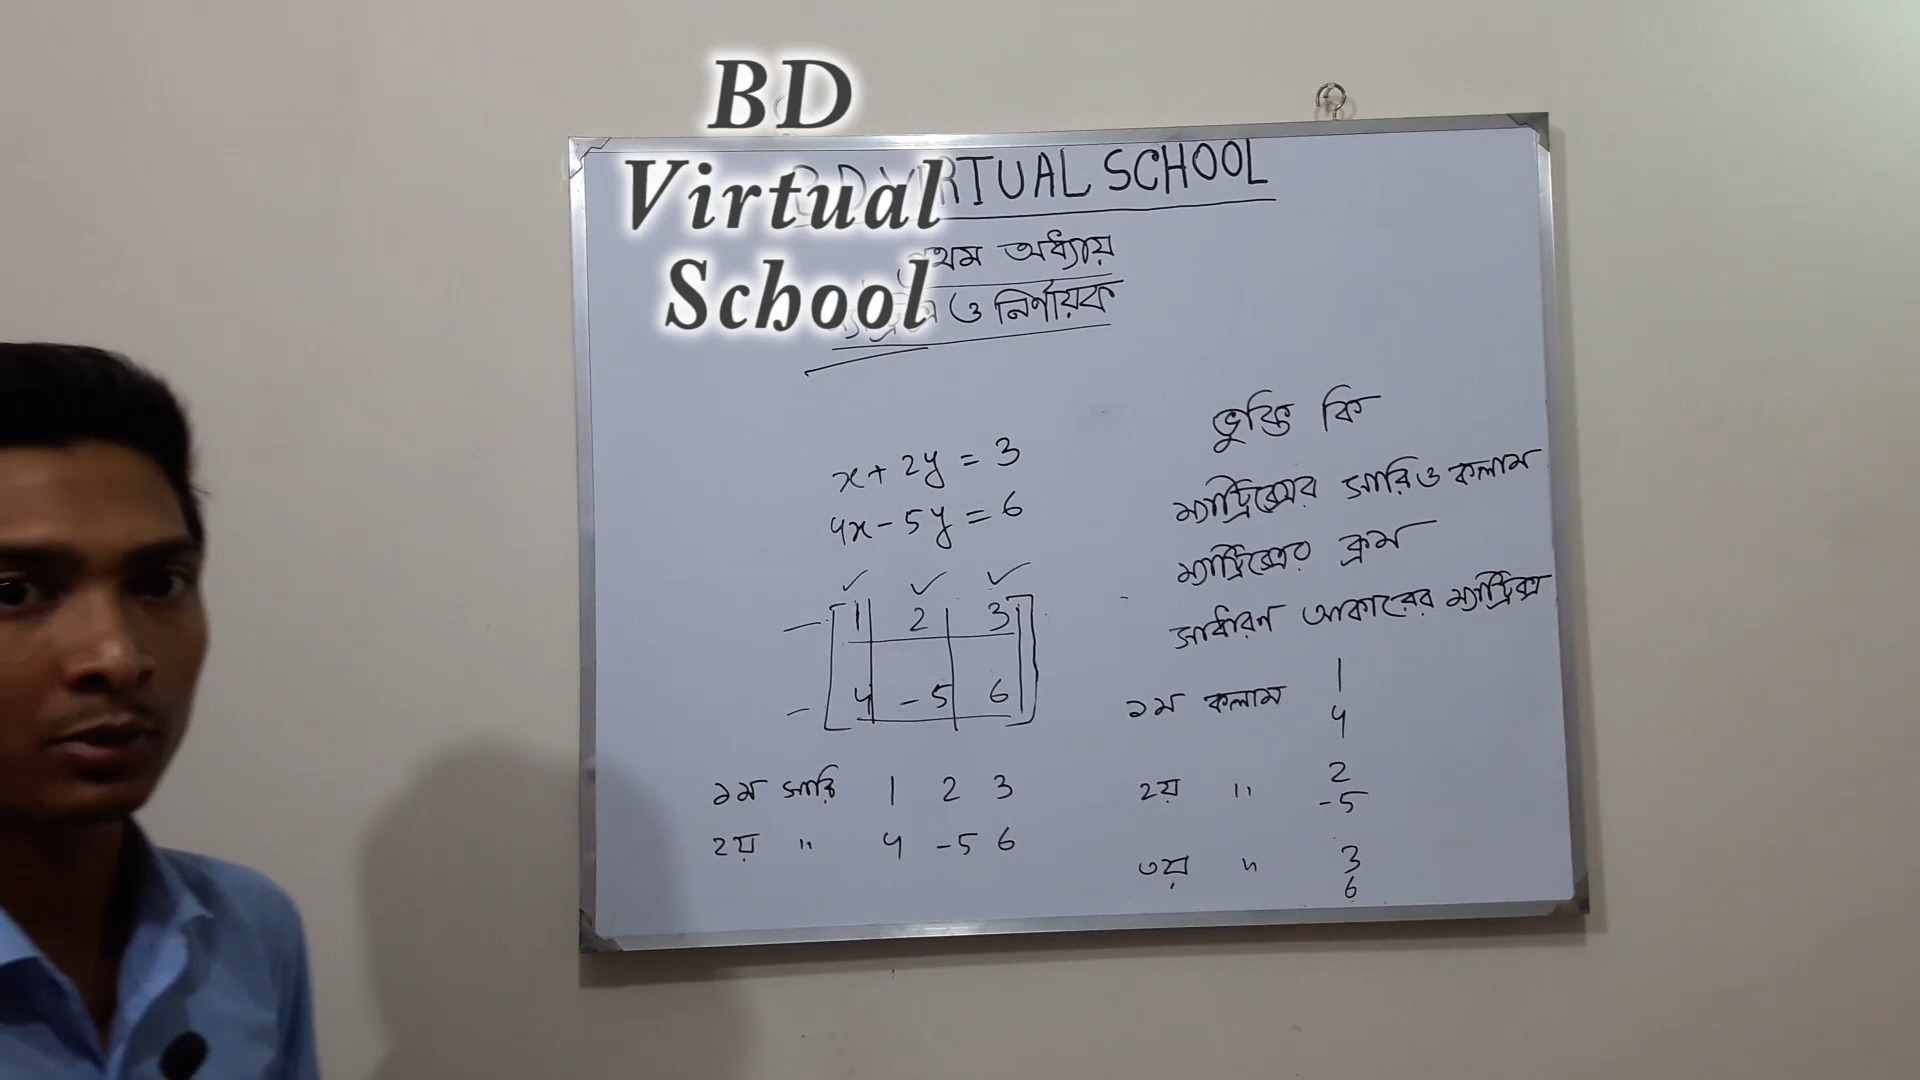 BD
Virtual
School
VIRTUAL SCHOOL
প্রথম অধ্যায়
ও নির্ণায়ক
x + 2y = 3
4x - 5y = 6
1 2 3
4 -5 6
১ম সারি 1 2 3
২য় " 4 -5 6
ভুক্তি কি
ম্যাট্রিক্সের সারি ও কলাম
ম্যাট্রিক্সের ক্রম
সাধারণ আকারের ম্যাট্রিক্স
১ম কলাম 1
4
২য় " 2
-5
৩য় " 3
6